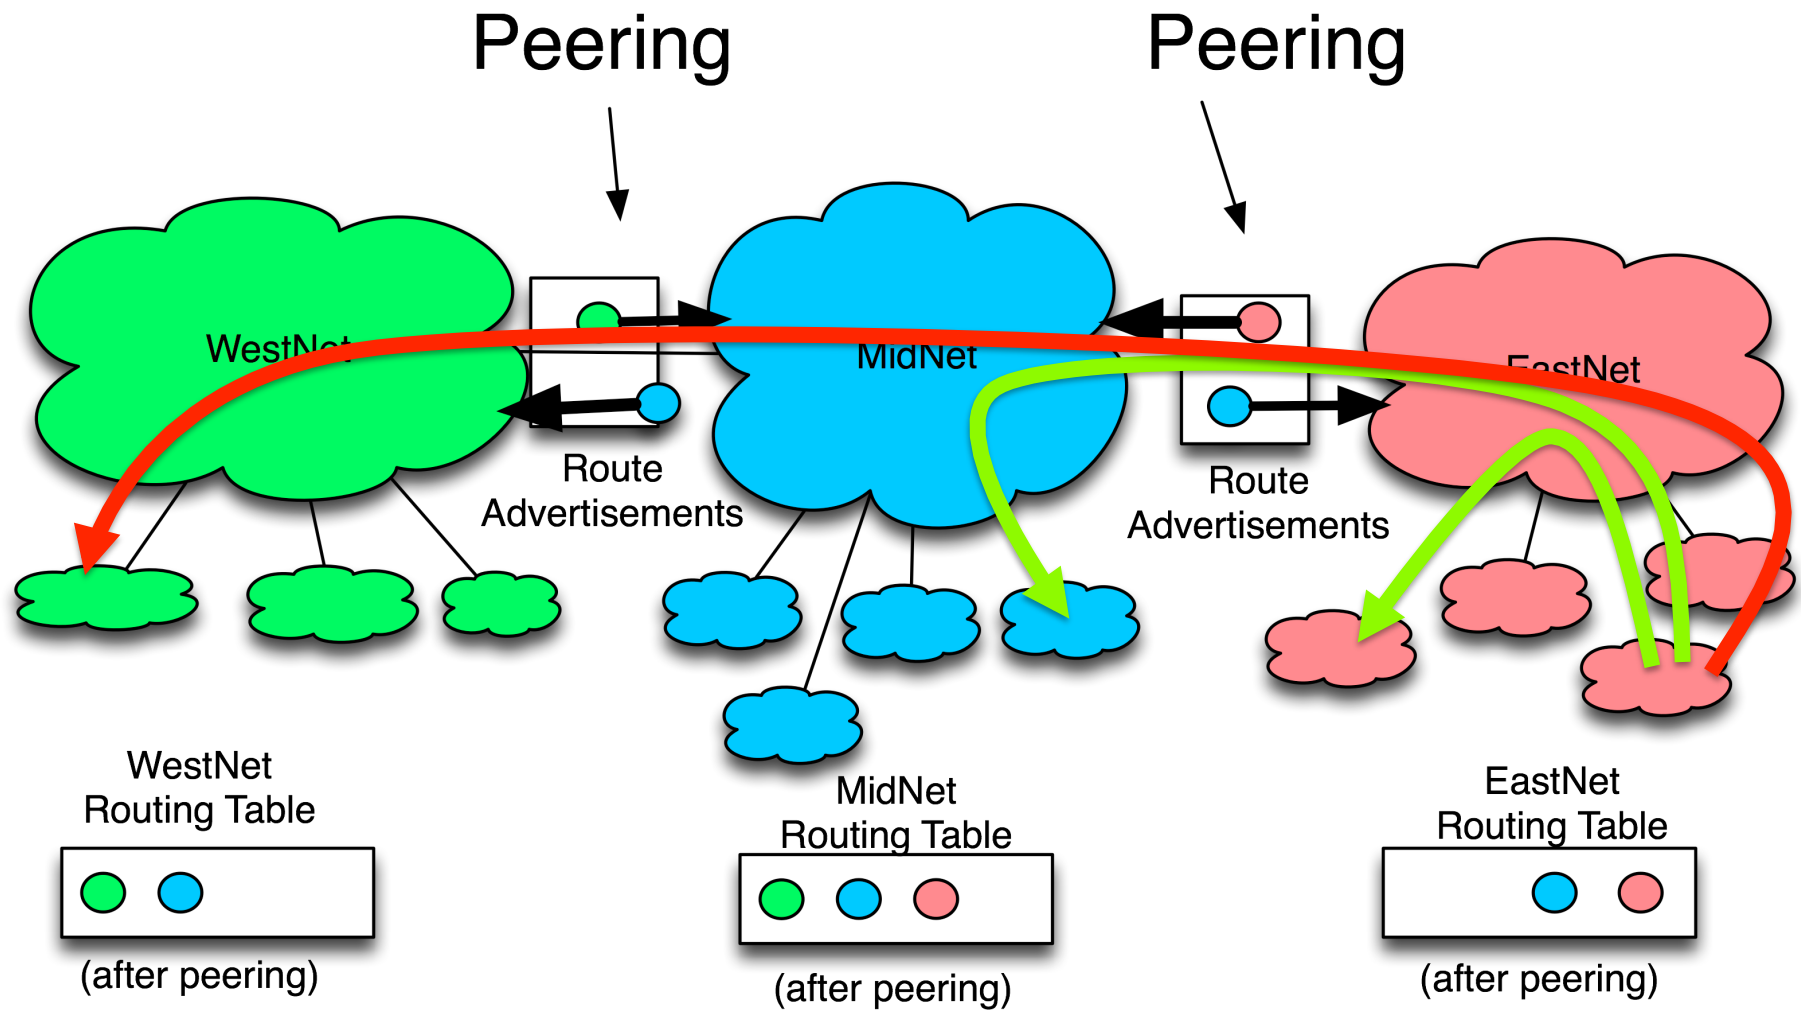 Peering
Peering
WestNet
MidNet
EastNet
Route
Advertisements
Route
Advertisements
WestNet
Routing Table
(after peering)
MidNet
Routing Table
(after peering)
EastNet
Routing Table
(after peering)